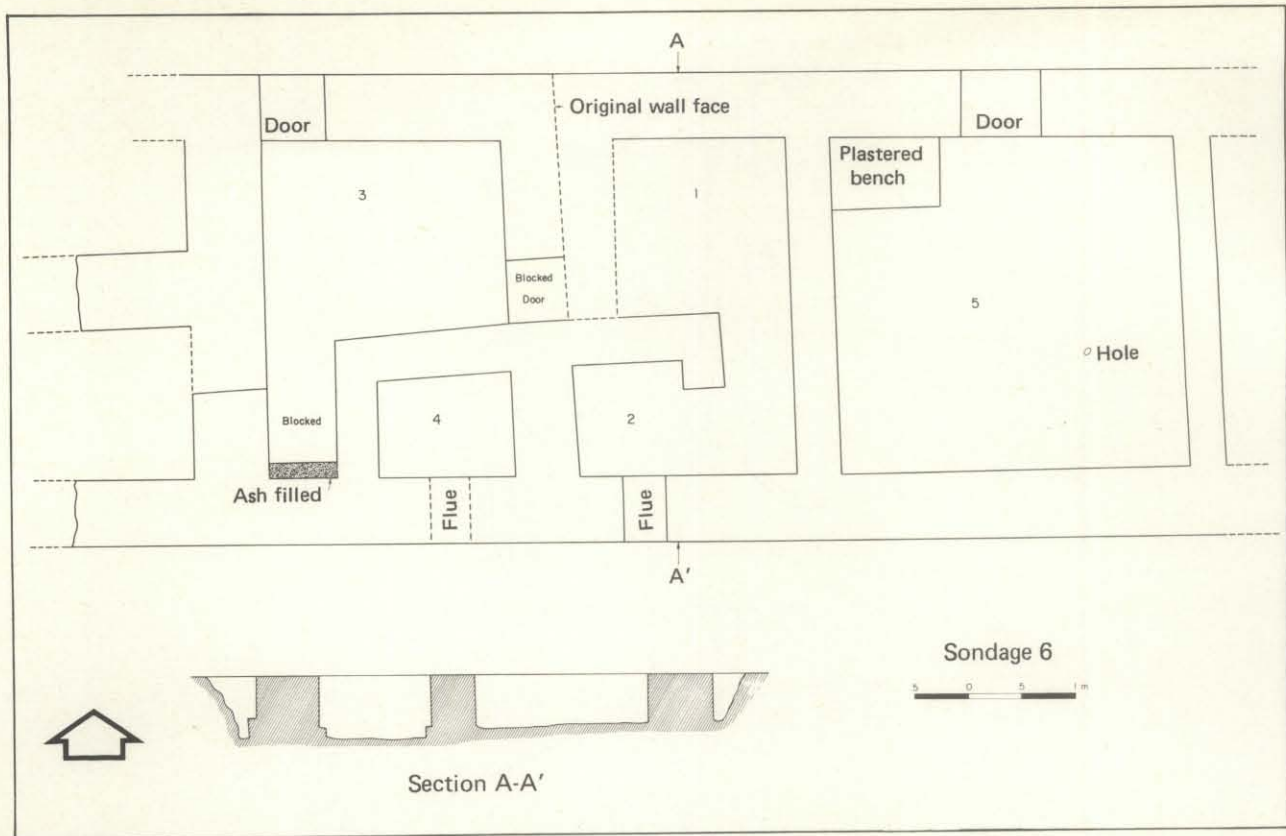 A
Original wall face
Door
Door
Plastered
bench
3
1
Blocked
Door
5
Hole
Blocked
4
2
Ash filled
Flue
Flue
A'
Sondage 6
5 0 5 1 m
Section A-A'